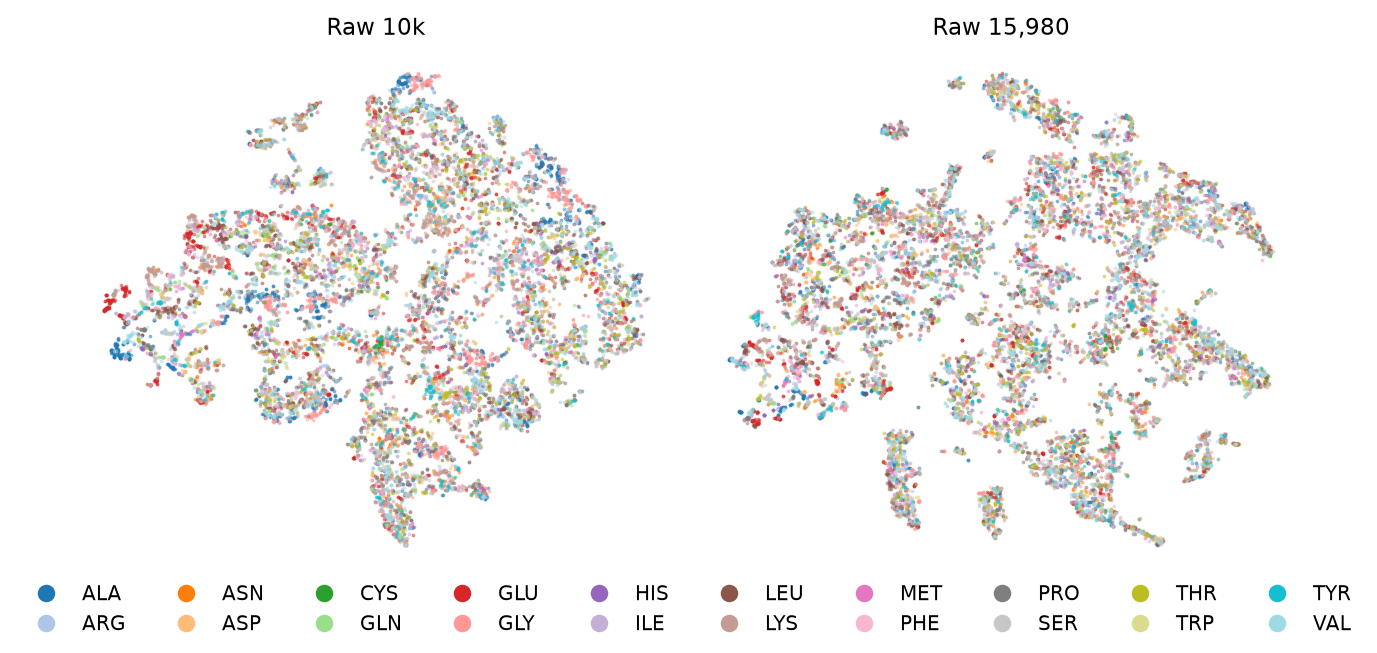 Raw 10k Raw 15,980
ALA ASN CYS GLU HIS LEU MET PRO THR TYR
ARG ASP GLN GLY ILE LYS PHE SER TRP VAL